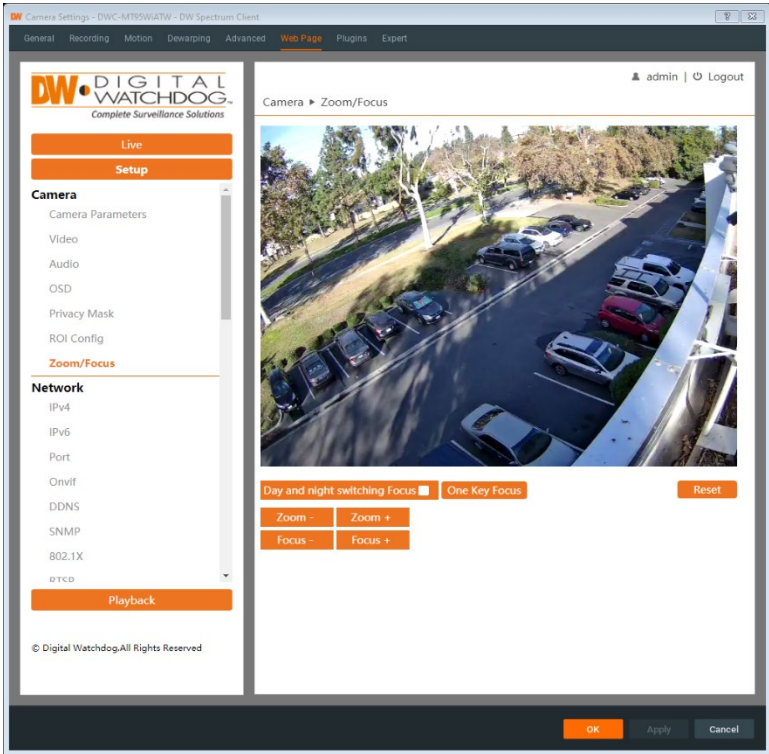 DW Camera Settings - DWC-MT95WiATW - DW Spectrum Client
General Recording Motion Dewarping Advanced Web Page Plugins Expert
DW DIGITAL
WATCHDOG
Complete Surveillance Solutions
Live
Setup
Camera
Camera Parameters
Video
Audio
OSD
Privacy Mask
ROI Config
Zoom/Focus
Network
IPv4
IPv6
Port
Onvif
DDNS
SNMP
802.1X
RTSP
Playback
© Digital Watchdog.All Rights Reserved
admin | Logout
Camera ▶ Zoom/Focus
Day and night switching Focus One Key Focus Reset
Zoom - Zoom +
Focus - Focus +
OK Apply Cancel